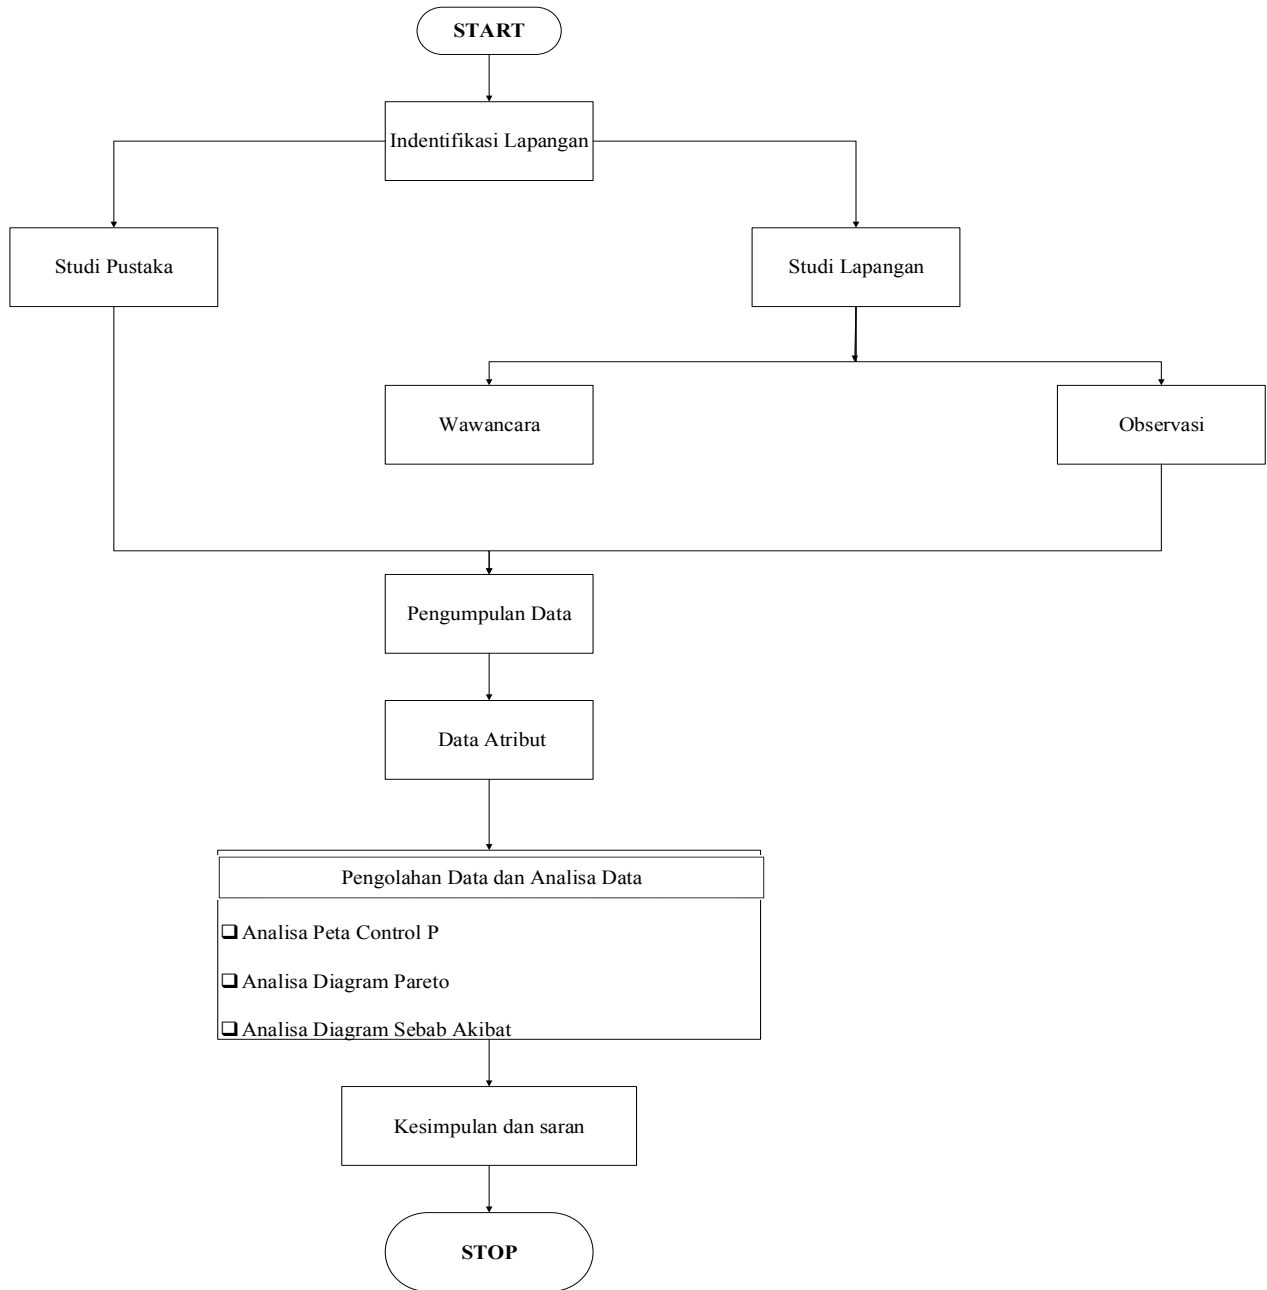 START
Indentifikasi Lapangan
Studi Pustaka
Studi Lapangan
Wawancara
Observasi
Pengumpulan Data
Data Atribut
Pengolahan Data dan Analisa Data
❑ Analisa Peta Control P
❑ Analisa Diagram Pareto
❑ Analisa Diagram Sebab Akibat
Kesimpulan dan saran
STOP